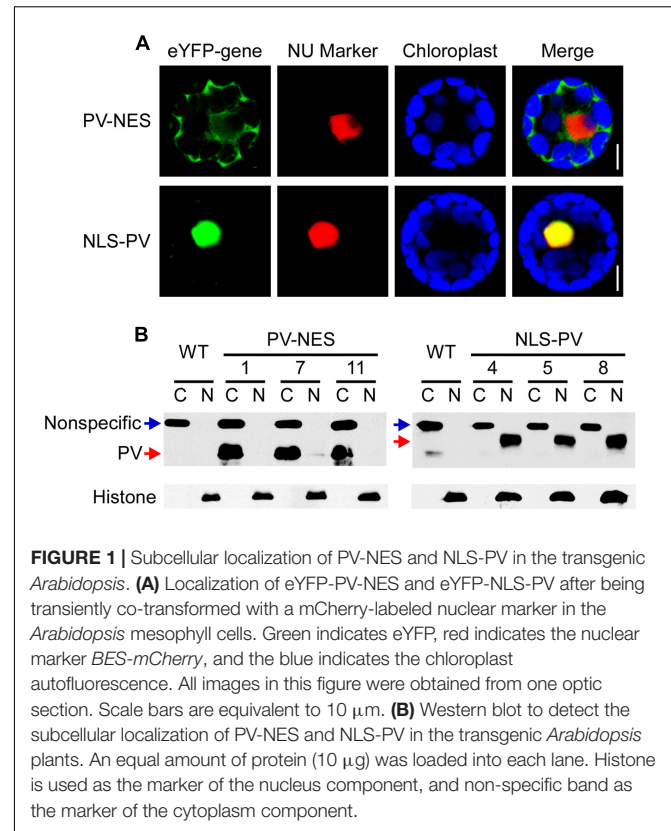 A
eYFP-gene NU Marker Chloroplast Merge
PV-NES
NLS-PV
B
WT PV-NES WT NLS-PV
1 7 11 4 5 8
C N C N C N C N C N C N C N C N
Nonspecific
PV
Histone
FIGURE 1 | Subcellular localization of PV-NES and NLS-PV in the transgenic
Arabidopsis. (A) Localization of eYFP-PV-NES and eYFP-NLS-PV after being
transiently co-transformed with a mCherry-labeled nuclear marker in the
Arabidopsis mesophyll cells. Green indicates eYFP, red indicates the nuclear
marker BES-mCherry, and the blue indicates the chloroplast
autofluorescence. All images in this figure were obtained from one optic
section. Scale bars are equivalent to 10 μm. (B) Western blot to detect the
subcellular localization of PV-NES and NLS-PV in the transgenic Arabidopsis
plants. An equal amount of protein (10 μg) was loaded into each lane. Histone
is used as the marker of the nucleus component, and non-specific band as
the marker of the cytoplasm component.